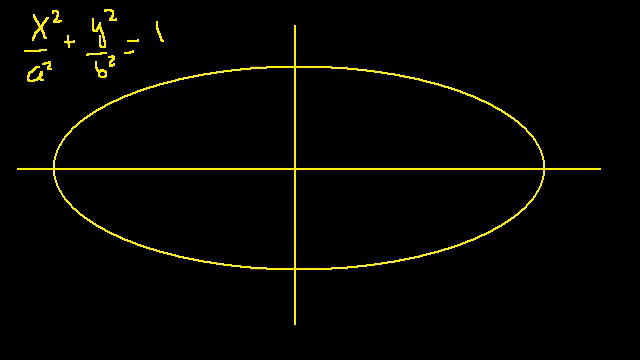 x²/a² + y²/b² = 1